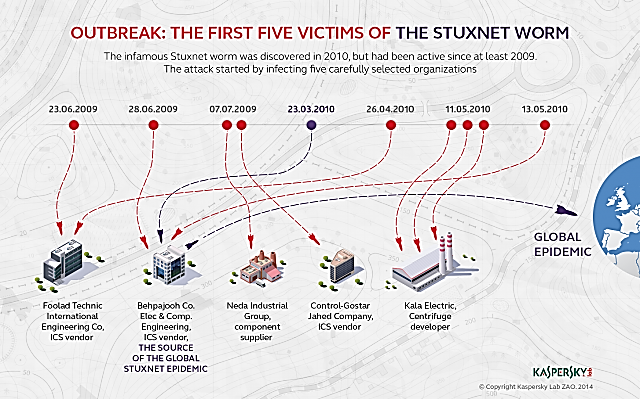 OUTBREAK: THE FIRST FIVE VICTIMS OF THE STUXNET WORM
The infamous Stuxnet worm was discovered in 2010, but had been active since at least 2009.
The attack started by infecting five carefully selected organizations
23.06.2009 28.06.2009 07.07.2009 23.03.2010 26.04.2010 11.05.2010 13.05.2010
GLOBAL
EPIDEMIC
Foolad Technic
International
Engineering Co,
ICS vendor
Behpajooh Co.
Elec & Comp.
Engineering,
ICS vendor,
THE SOURCE
OF THE GLOBAL
STUXNET EPIDEMIC
Neda Industrial
Group,
component
supplier
Control-Gostar
Jahed Company,
ICS vendor
Kala Electric,
Centrifuge
developer
KASPERSKY lab
© Copyright Kaspersky Lab ZAO. 2014